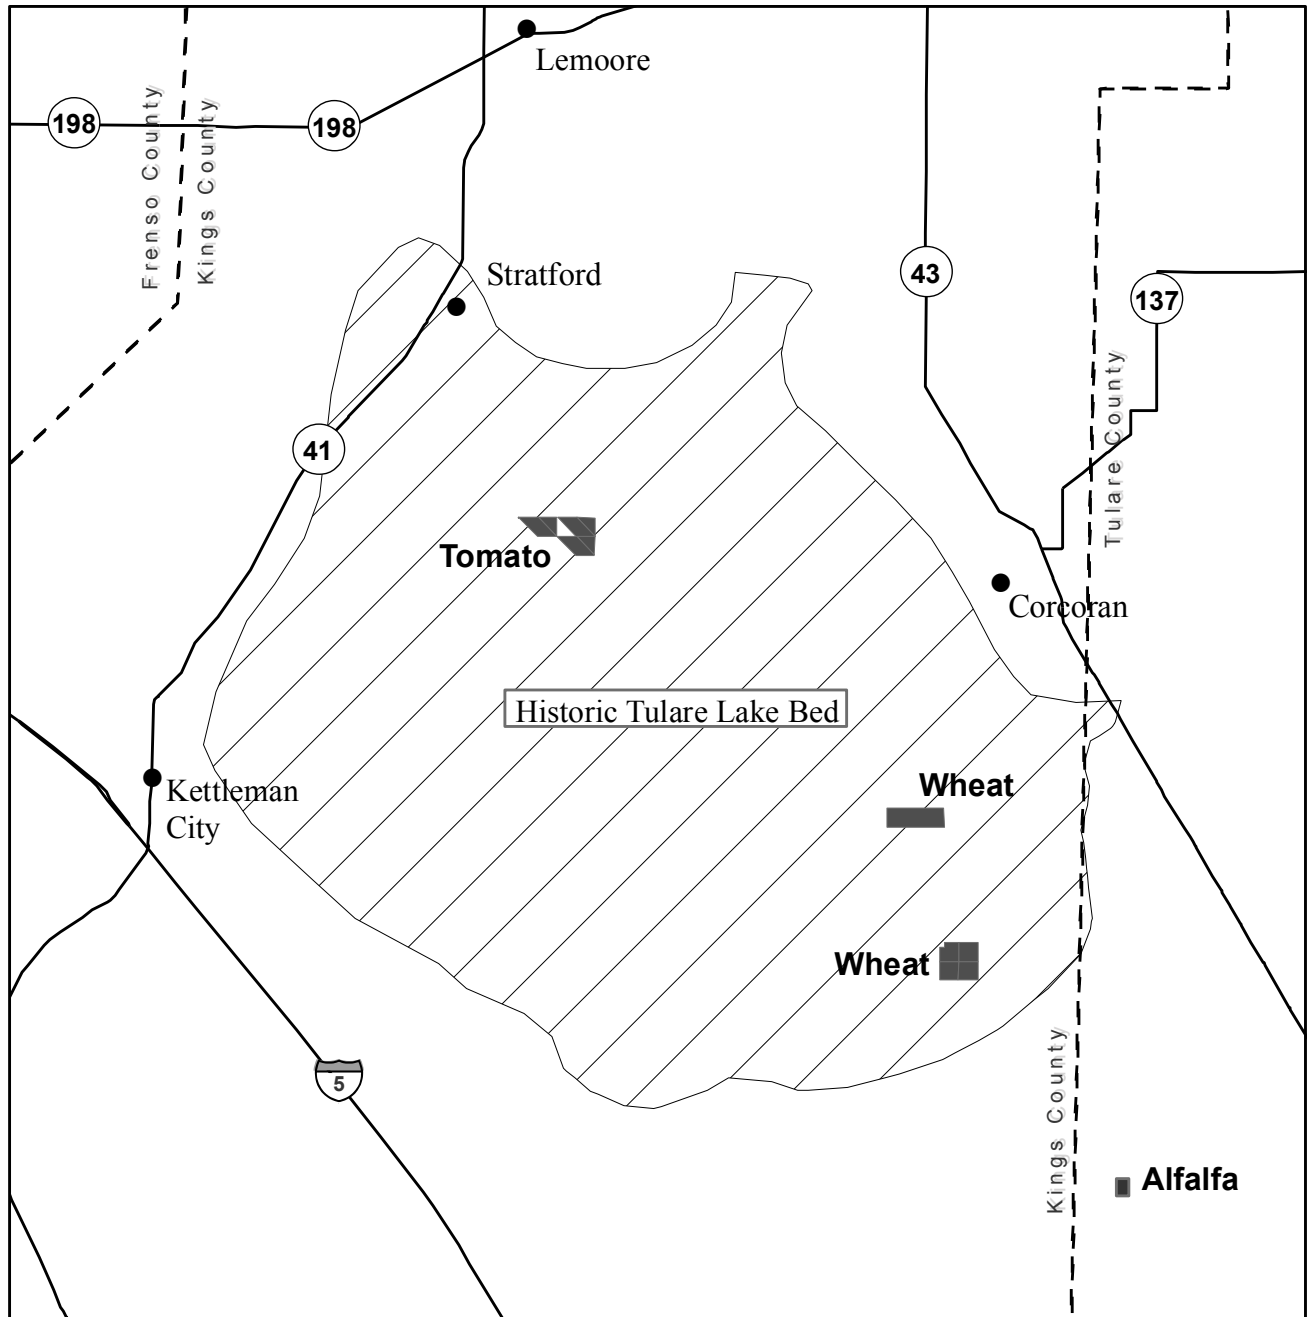 Lemoore
198
198
Frenso County
Kings County
Stratford
43
137
Tulare County
41
Tomato
Corcoran
Historic Tulare Lake Bed
Wheat
Kettleman
City
Wheat
5
Kings County
Alfalfa